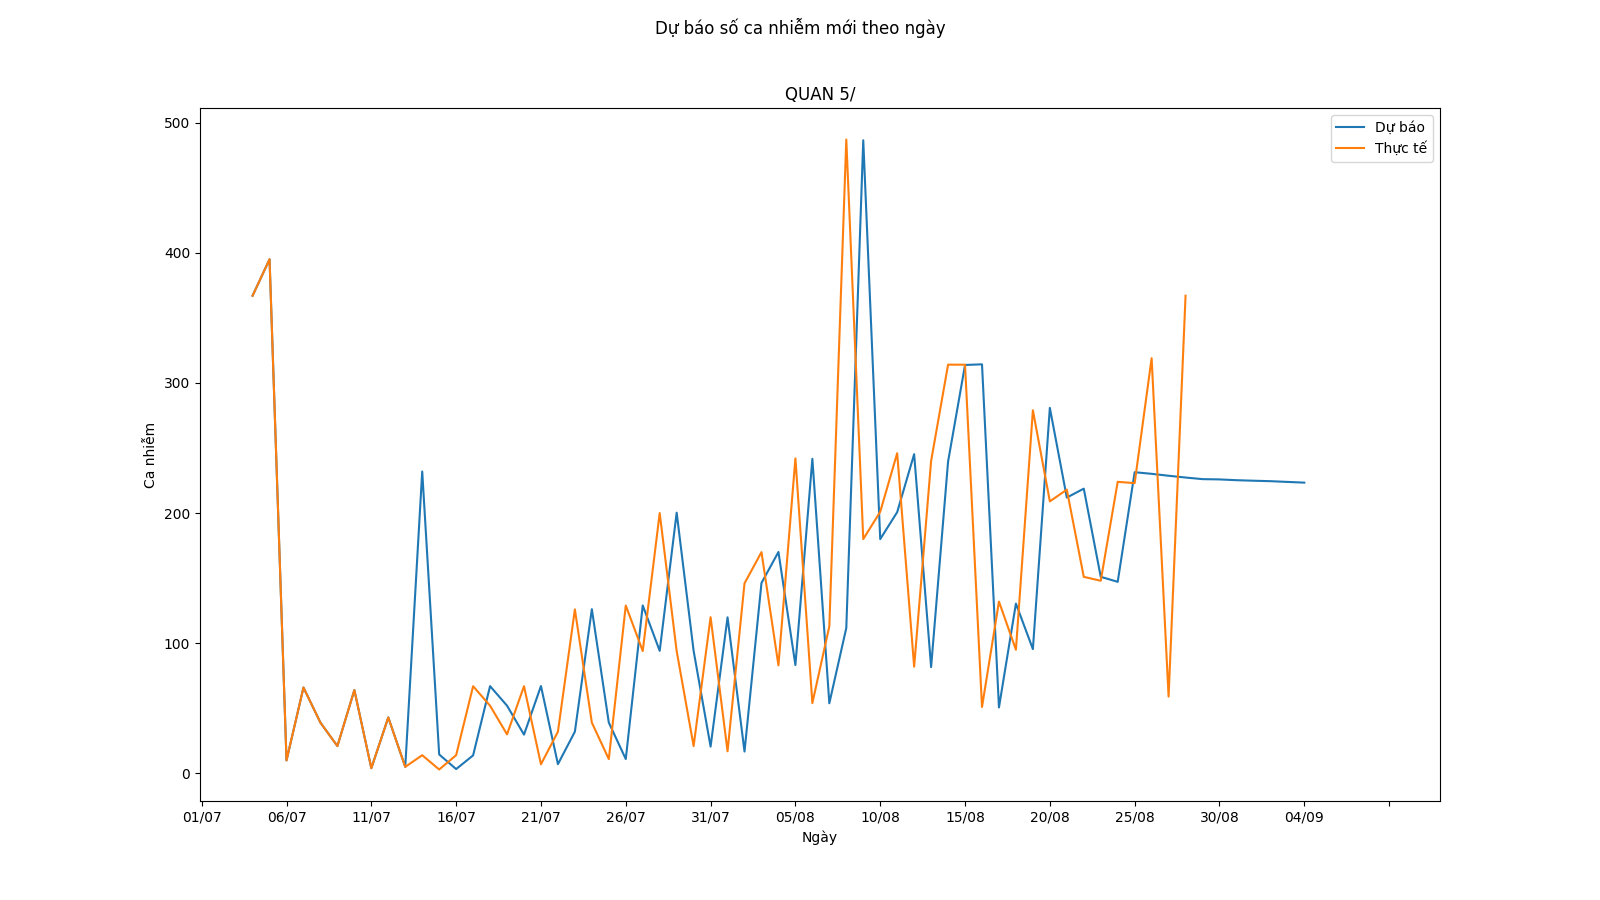 Dự báo số ca nhiễm mới theo ngày
QUAN 5/
Dự báo
Thực tế
500
400
300
200
100
0
Ca nhiễm
01/07 06/07 11/07 16/07 21/07 26/07 31/07 05/08 10/08 15/08 20/08 25/08 30/08 04/09
Ngày